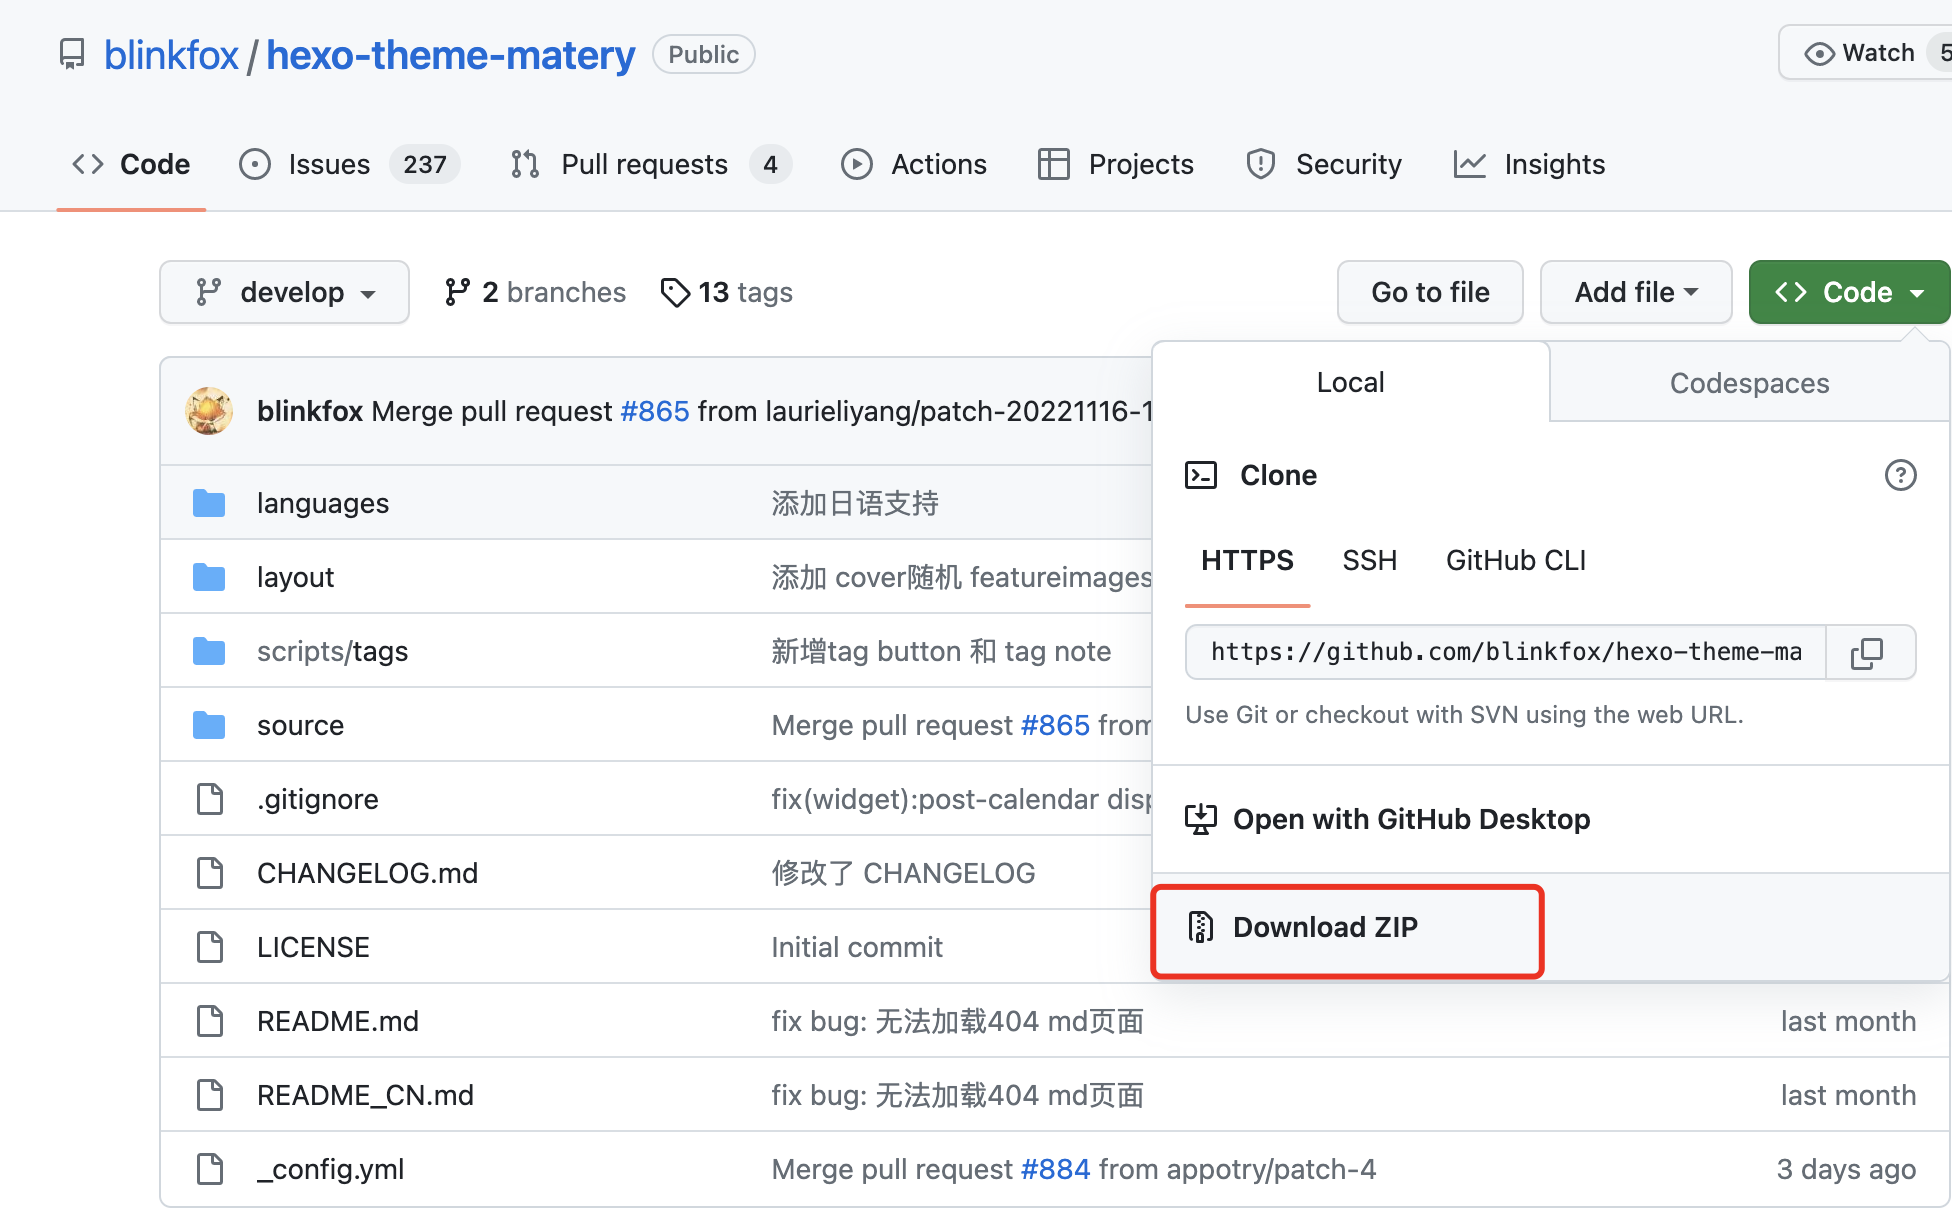 blinkfox / hexo-theme-matery Public
Watch 5
Code Issues 237 Pull requests 4 Actions Projects Security Insights
develop 2 branches 13 tags Go to file Add file Code
Local Codespaces
blinkfox Merge pull request #865 from laurieliyang/patch-20221116-1
Clone
languages 添加日语支持
HTTPS SSH GitHub CLI
layout 添加 cover随机 featureimages
scripts/tags 新增tag button 和 tag note
https://github.com/blinkfox/hexo-theme-ma
Use Git or checkout with SVN using the web URL.
source Merge pull request #865 from
.gitignore fix(widget):post-calendar disp
Open with GitHub Desktop
CHANGELOG.md 修改了 CHANGELOG
Download ZIP
LICENSE Initial commit
README.md fix bug: 无法加载404 md页面 last month
README_CN.md fix bug: 无法加载404 md页面 last month
_config.yml Merge pull request #884 from appotry/patch-4 3 days ago